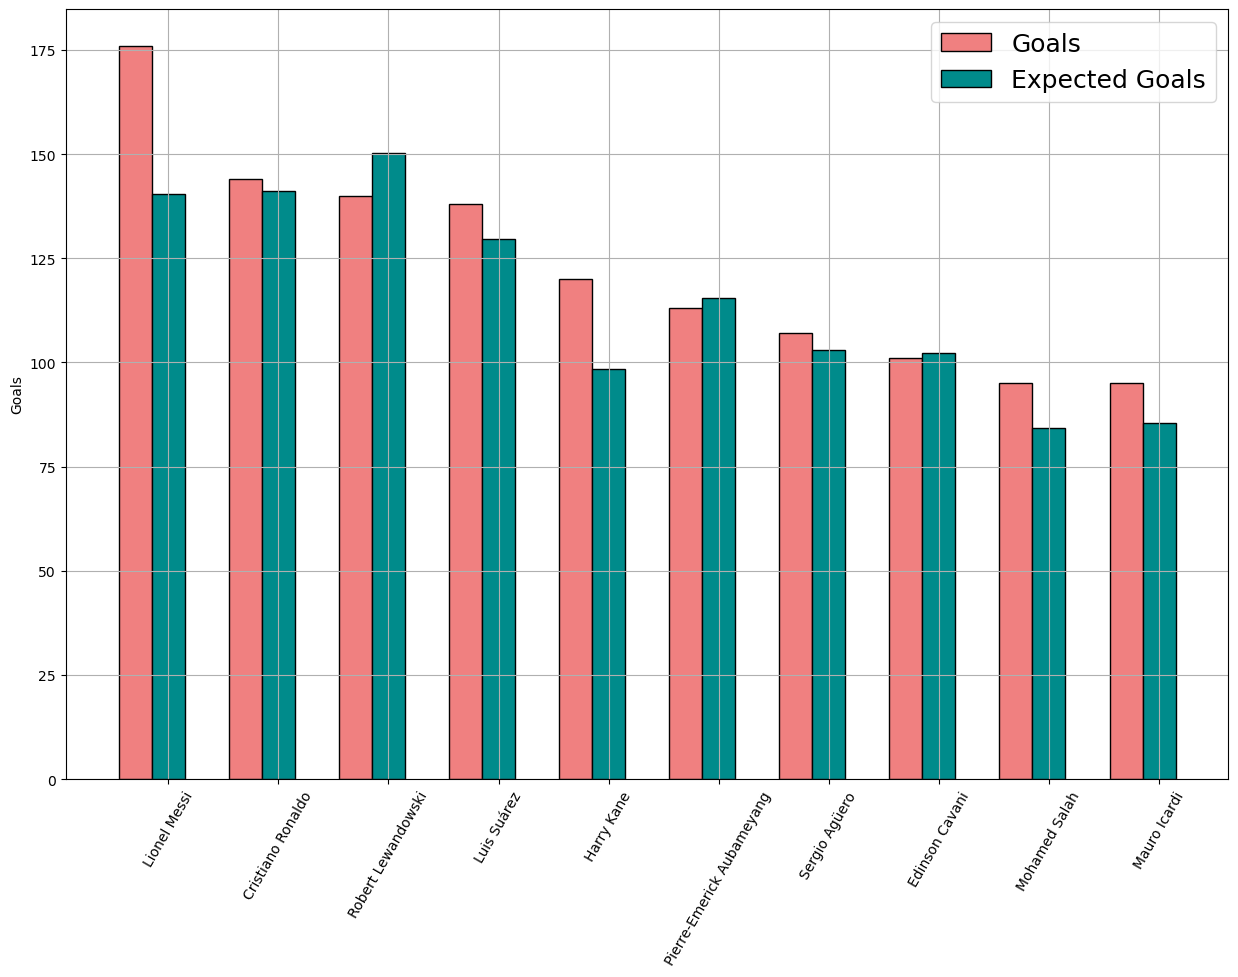 Goals
Expected Goals
175
150
125
100
75
50
25
0
Goals
Lionel Messi
Cristiano Ronaldo
Robert Lewandowski
Luis Suárez
Harry Kane
Pierre-Emerick Aubameyang
Sergio Agüero
Edinson Cavani
Mohamed Salah
Mauro Icardi